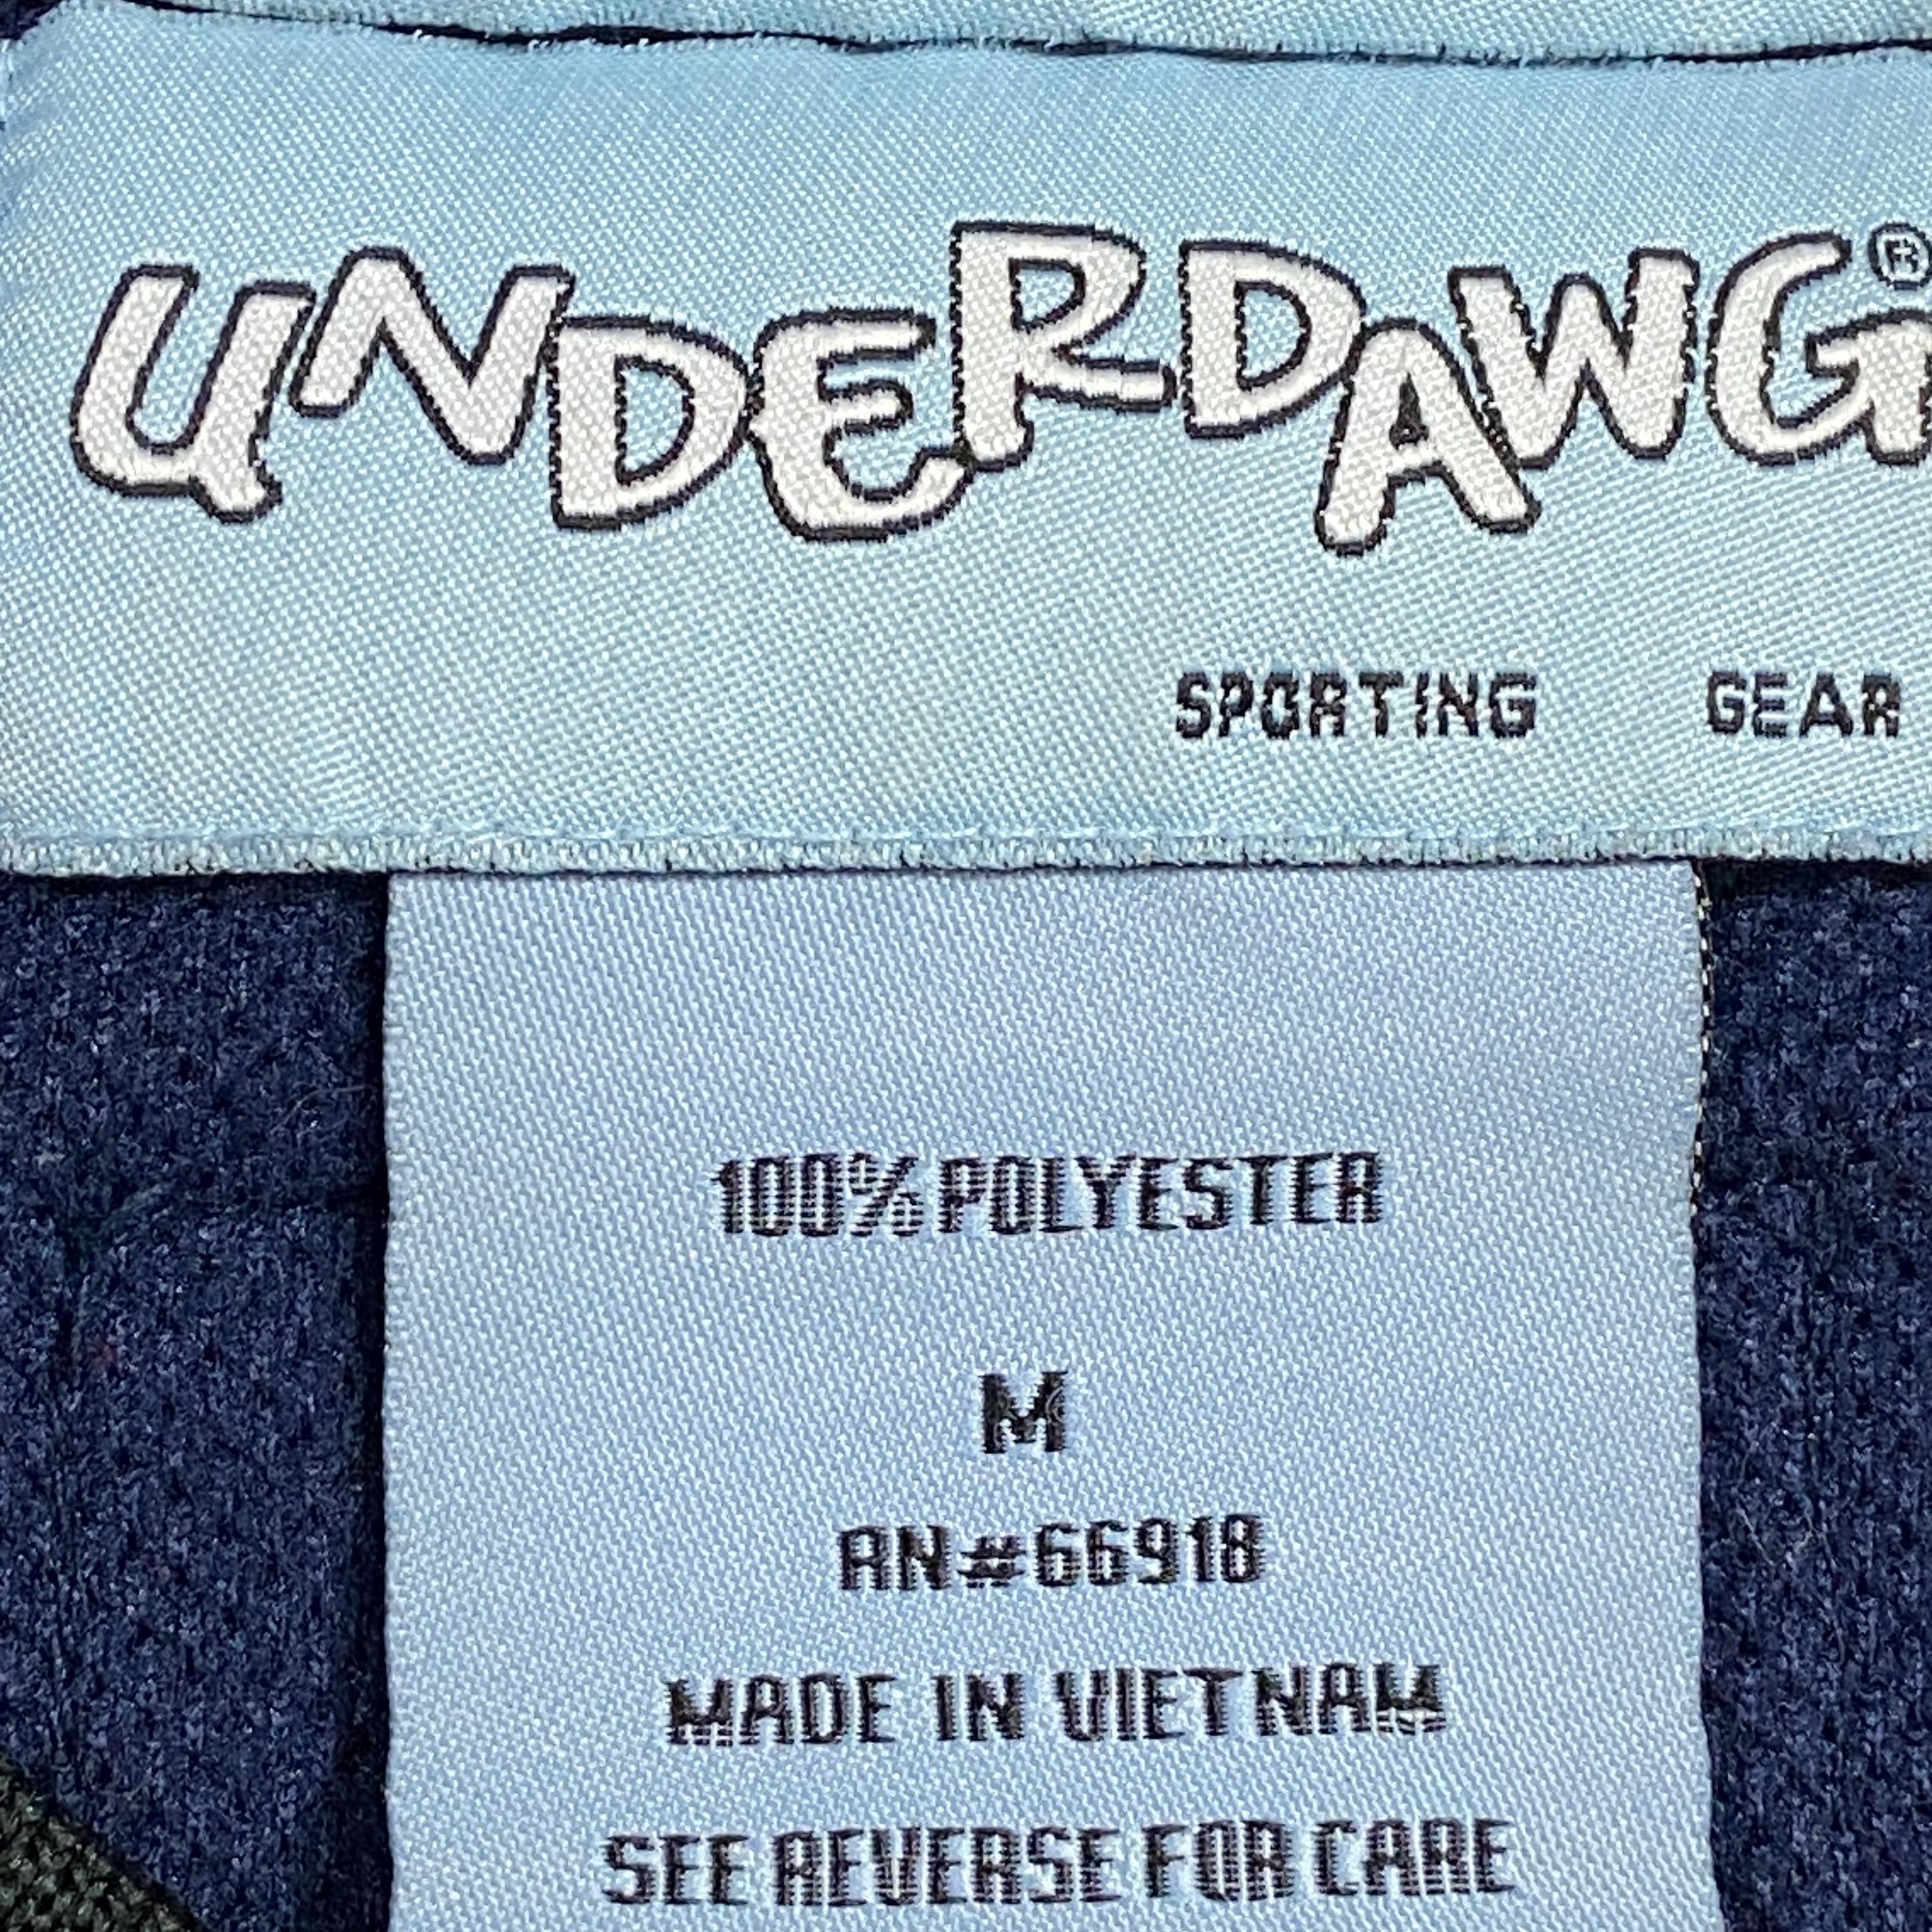 UNDERDAWG®
SPORTING GEAR
100% POLYESTER
M
RN#66918
MADE IN VIETNAM
SEE REVERSE FOR CARE